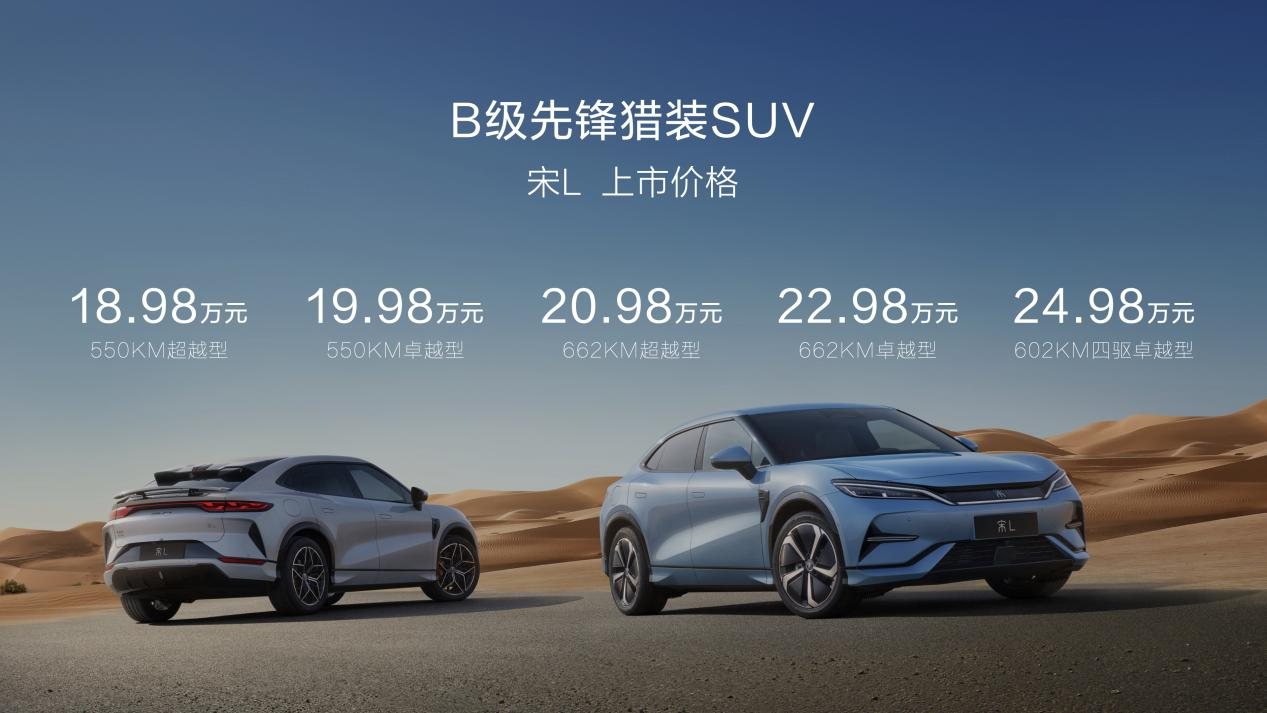 B级先锋猎装SUV
宋L 上市价格
18.98万元 19.98万元 20.98万元 22.98万元 24.98万元
550KM超越型 550KM卓越型 662KM超越型 662KM卓越型 602KM四驱卓越型
宋L
宋L